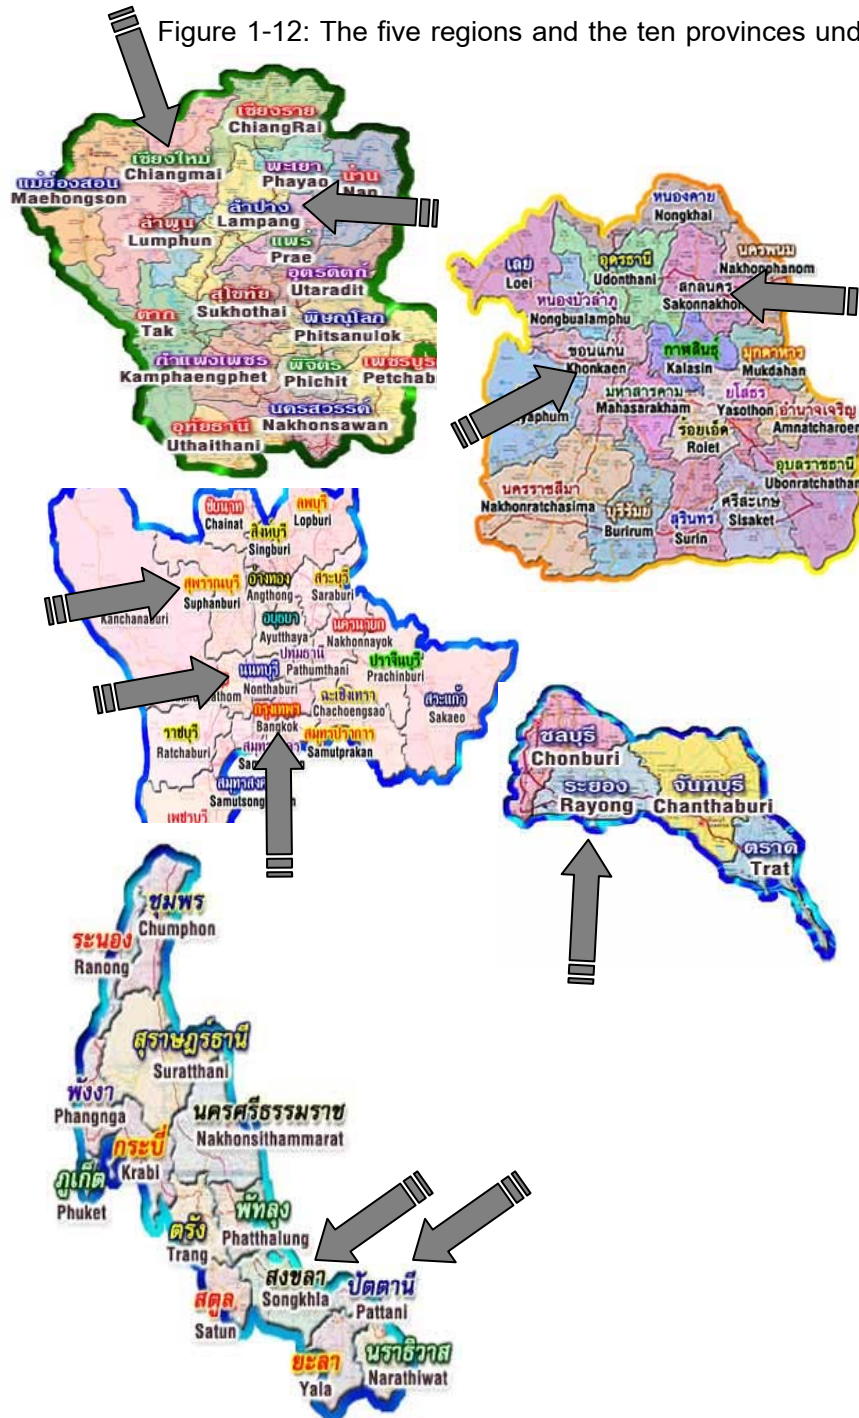 Figure 1-12: The five regions and the ten provinces und
เชียงราย
ChiangRai
เชียงใหม่
Chiangmai
พะเยา
Phayao
น่าน
Nan
แม่ฮ่องสอน
Maehongson
ลำปาง
Lampang
ลำพูน
Lumphun
แพร่
Prae
อุตรดิตถ์
Utaradit
สุโขทัย
Sukhothai
ตาก
Tak
พิษณุโลก
Phitsanulok
กำแพงเพชร
Kamphaengphet
พิจิตร
Phichit
เพชรบูร
Petchab
นครสวรรค์
Nakhonsawan
อุทัยธานี
Uthaithani
หนองคาย
Nongkhai
เลย
Loei
อุดรธานี
Udonthani
นครพนม
Nakhonphanom
สกลนคร
Sakonnakhon
หนองบัวลำภู
Nongbualamphu
ขอนแก่น
Khonkaen
กาฬสินธุ์
Kalasin
มุกดาหาร
Mukdahan
yaphum
มหาสารคาม
Mahasarakham
ยโสธร
Yasothon
อำนาจเจริญ
Amnatcharoen
ร้อยเอ็ด
Roiet
อุบลราชธานี
Ubonratchathan
นครราชสีมา
Nakhonratchasima
บุรีรัมย์
Burirum
สุรินทร์
Surin
ศรีสะเกษ
Sisaket
ชัยนาท
Chainat
ลพบุรี
Lopburi
สิงหบุรี
Singburi
สุพรรณบุรี
Suphanburi
อ่างทอง
Angthong
สระบุรี
Saraburi
Kanchanaburi
อยุธยา
Ayutthaya
นครนายก
Nakhonnayok
ปทุมธานี
Pathumthani
ปราจีนบุรี
Prachinburi
นนทบุรี
Nonthaburi
athom
ฉะเชิงเทรา
Chachoengsao
สระแก้ว
Sakaeo
กรุงเทพฯ
Bangkok
ราชบุรี
Ratchaburi
สมุทรปราการ
Samutprakan
Samutsong
เพชรบุรี
ชลบุรี
Chonburi
ระยอง
Rayong
จันทบุรี
Chanthaburi
ตราด
Trat
ชุมพร
Chumphon
ระนอง
Ranong
สุราษฎร์ธานี
Suratthani
พังงา
Phangnga
นครศรีธรรมราช
Nakhonsithammarat
กระบี่
Krabi
ภูเก็ต
Phuket
พัทลุง
Phatthalung
ตรัง
Trang
สงขลา
Songkhla
ปัตตานี
Pattani
สตูล
Satun
ยะลา
Yala
นราธิวาส
Narathiwat